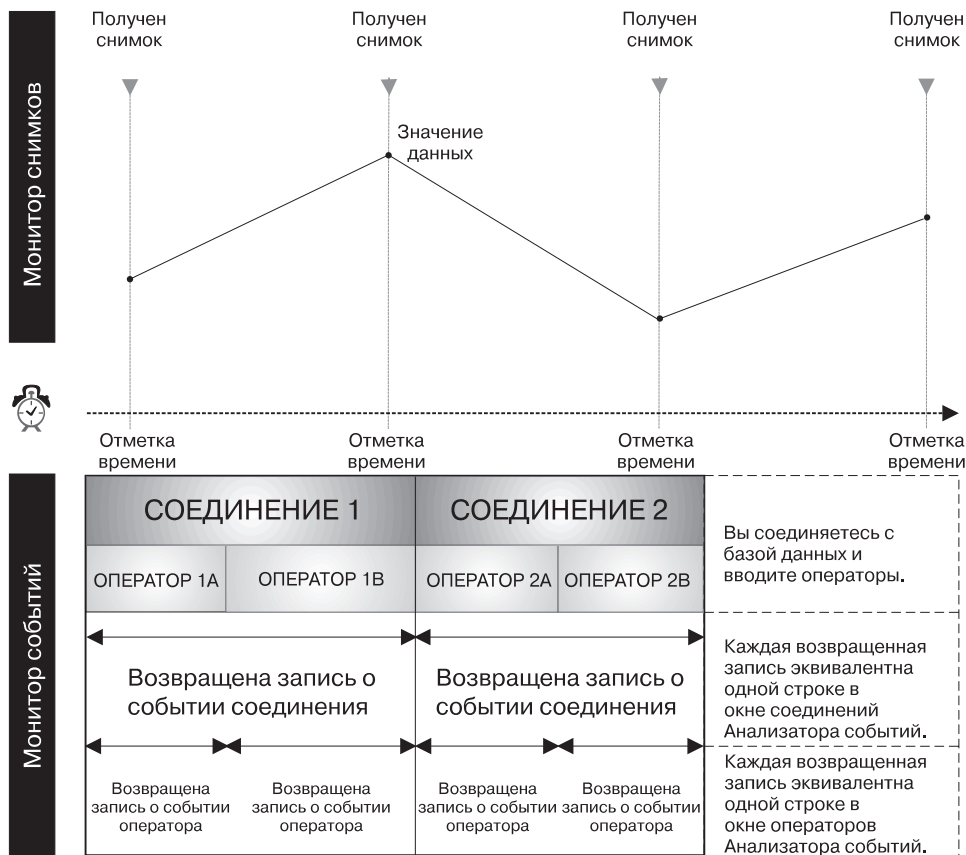 Получен
снимок
Получен
снимок
Получен
снимок
Получен
снимок
Монитор снимков
Значение
данных
Отметка
времени
Отметка
времени
Отметка
времени
Отметка
времени
Монитор событий
СОЕДИНЕНИЕ 1
СОЕДИНЕНИЕ 2
ОПЕРАТОР 1A
ОПЕРАТОР 1B
ОПЕРАТОР 2A
ОПЕРАТОР 2B
Вы соединяетесь с
базой данных и
вводите операторы.
Возвращена запись о
событии соединения
Возвращена запись о
событии соединения
Каждая возвращенная
запись эквивалентна
одной строке в
окне соединений
Анализатора событий.
Возвращена
запись о событии
оператора
Возвращена
запись о событии
оператора
Возвращена
запись о событии
оператора
Возвращена
запись о событии
оператора
Каждая возвращенная
запись эквивалентна
одной строке в
окне операторов
Анализатора событий.